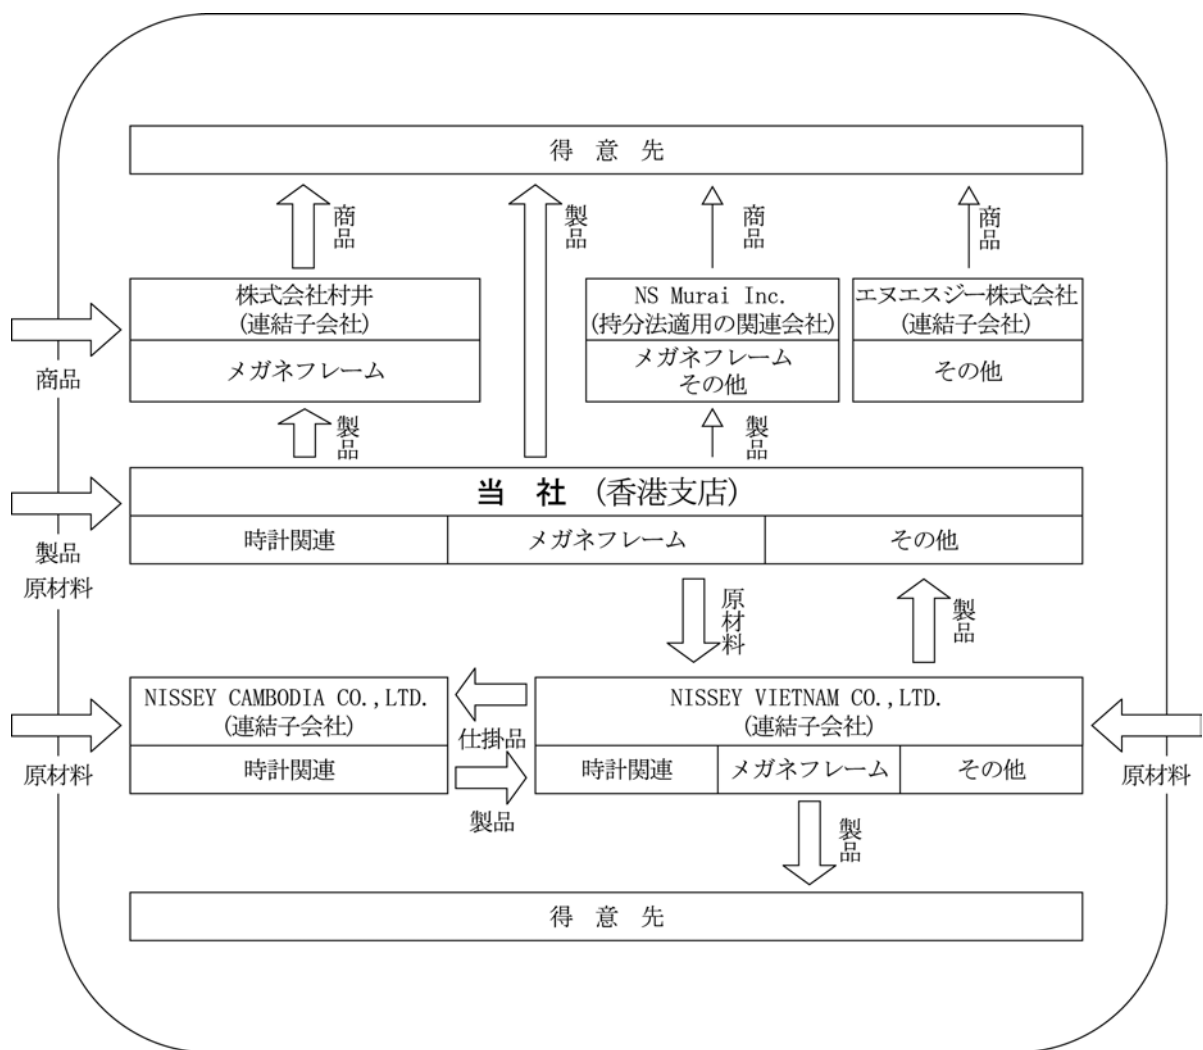 得　意　先
商品
製品
商品
商品
株式会社村井
(連結子会社)
メガネフレーム
NS Murai Inc.
(持分法適用の関連会社)
メガネフレーム
その他
エヌエスジー株式会社
(連結子会社)
その他
商品
製品
製品
当　社　(香港支店)
時計関連
メガネフレーム
その他
製品
原材料
原材料
製品
NISSEY CAMBODIA CO.,LTD.
(連結子会社)
時計関連
仕掛品
製品
NISSEY VIETNAM CO.,LTD.
(連結子会社)
時計関連
メガネフレーム
その他
原材料
原材料
製品
得　意　先